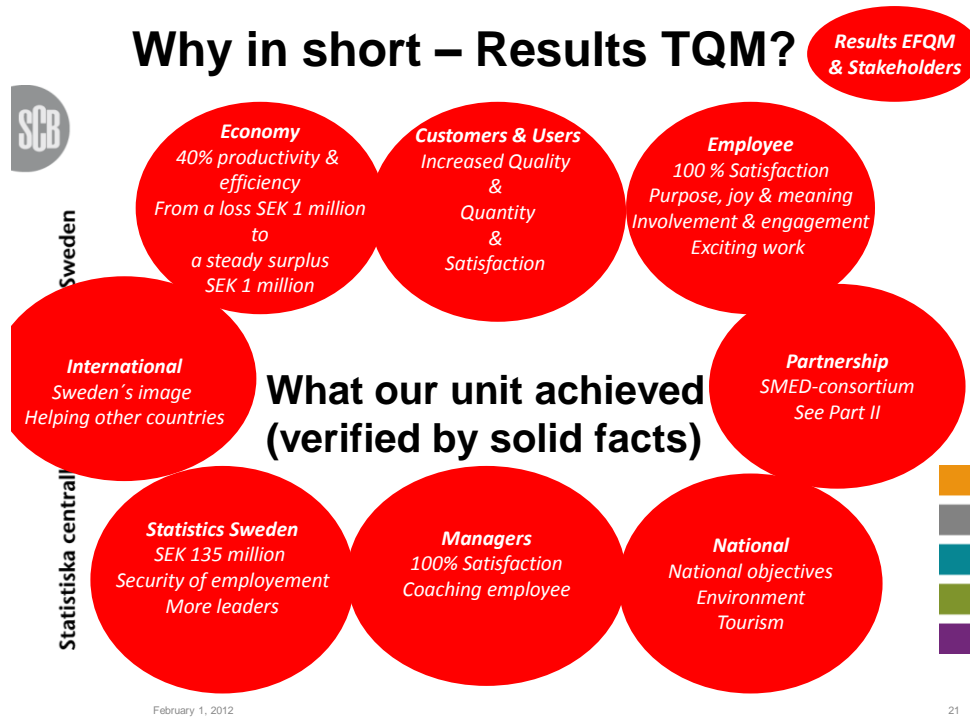 Why in short – Results TQM?
Results EFQM
& Stakeholders
SCB
Economy
40% productivity &
efficiency
From a loss SEK 1 million
to
a steady surplus
SEK 1 million
Customers & Users
Increased Quality
&
Quantity
&
Satisfaction
Employee
100 % Satisfaction
Purpose, joy & meaning
Involvement & engagement
Exciting work
International
Sweden´s image
Helping other countries
What our unit achieved
(verified by solid facts)
Partnership
SMED-consortium
See Part II
Statistics Sweden
SEK 135 million
Security of employement
More leaders
Managers
100% Satisfaction
Coaching employee
National
National objectives
Environment
Tourism
Statistiska centrall
Sweden
February 1, 2012
21